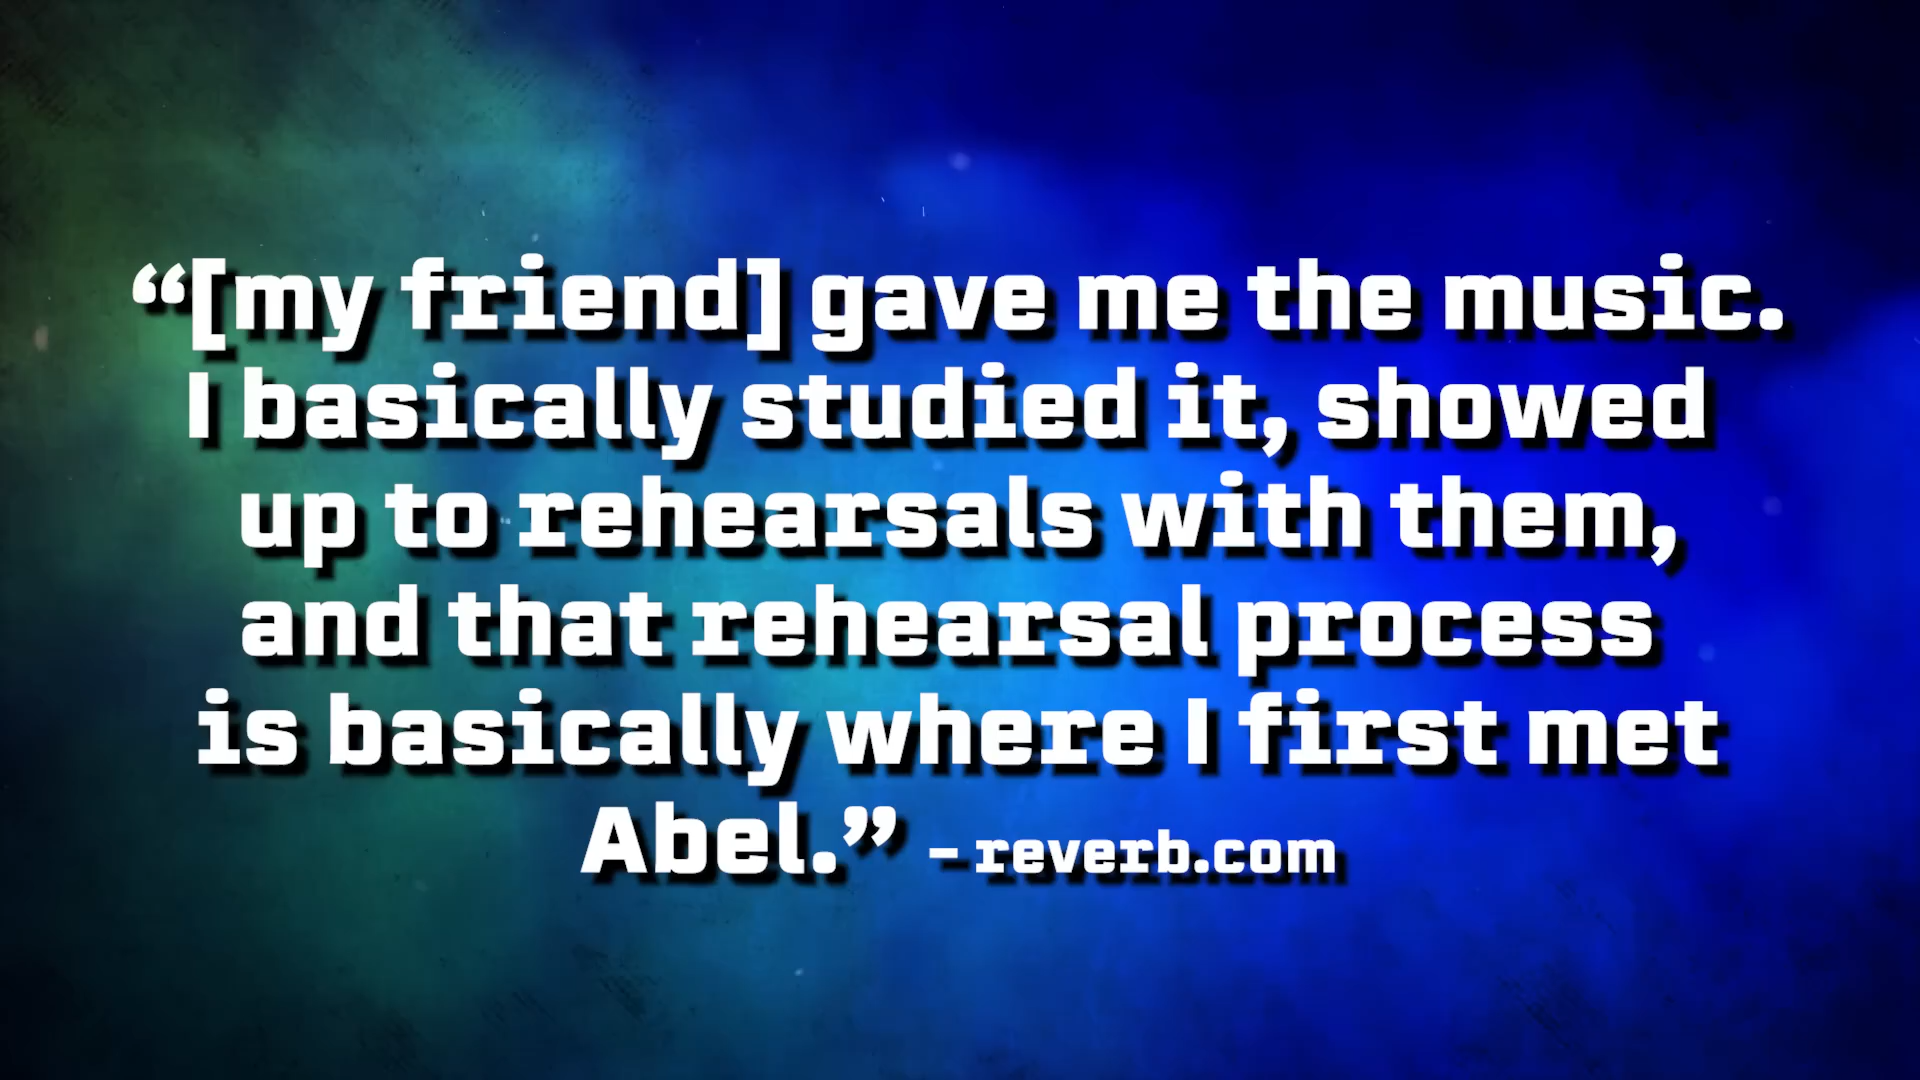 “[my friend] gave me the music.
I basically studied it, showed
up to rehearsals with them,
and that rehearsal process
is basically where I first met
Abel.” – reverb.com